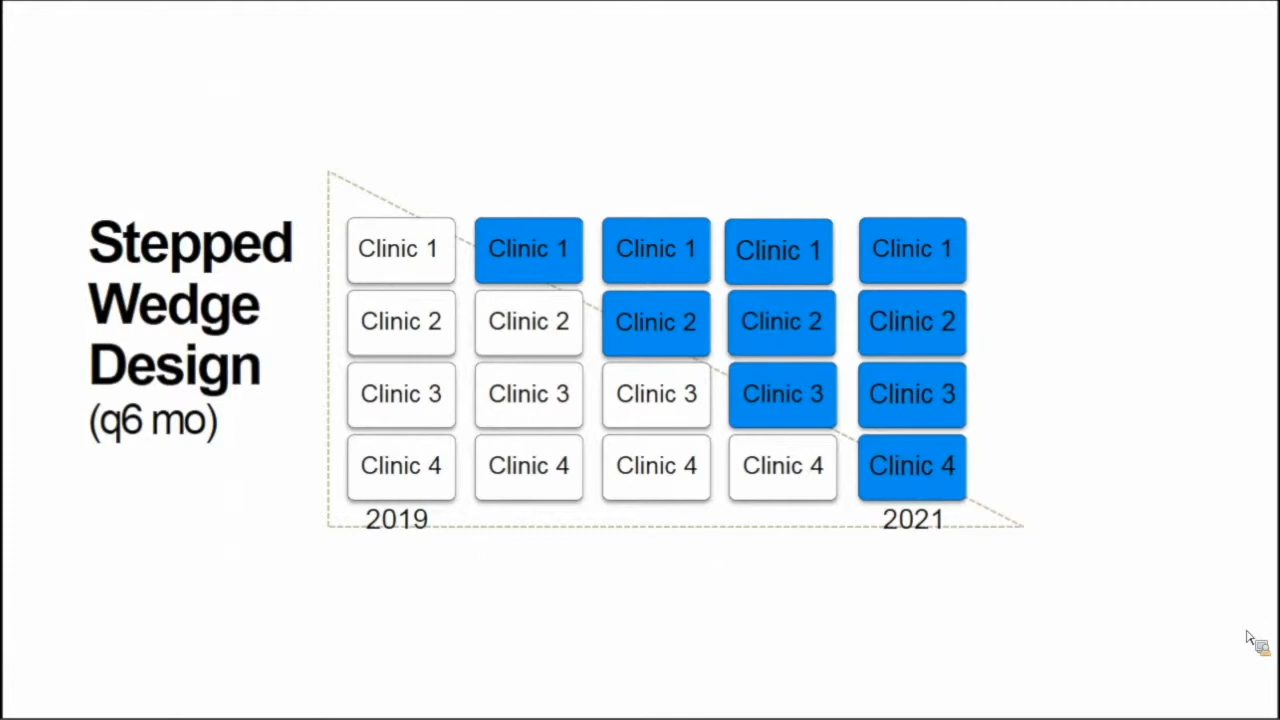 Stepped
Wedge
Design
(q6 mo)
Clinic 1 Clinic 1 Clinic 1 Clinic 1 Clinic 1
Clinic 2 Clinic 2 Clinic 2 Clinic 2 Clinic 2
Clinic 3 Clinic 3 Clinic 3 Clinic 3 Clinic 3
Clinic 4 Clinic 4 Clinic 4 Clinic 4 Clinic 4
2019 2021